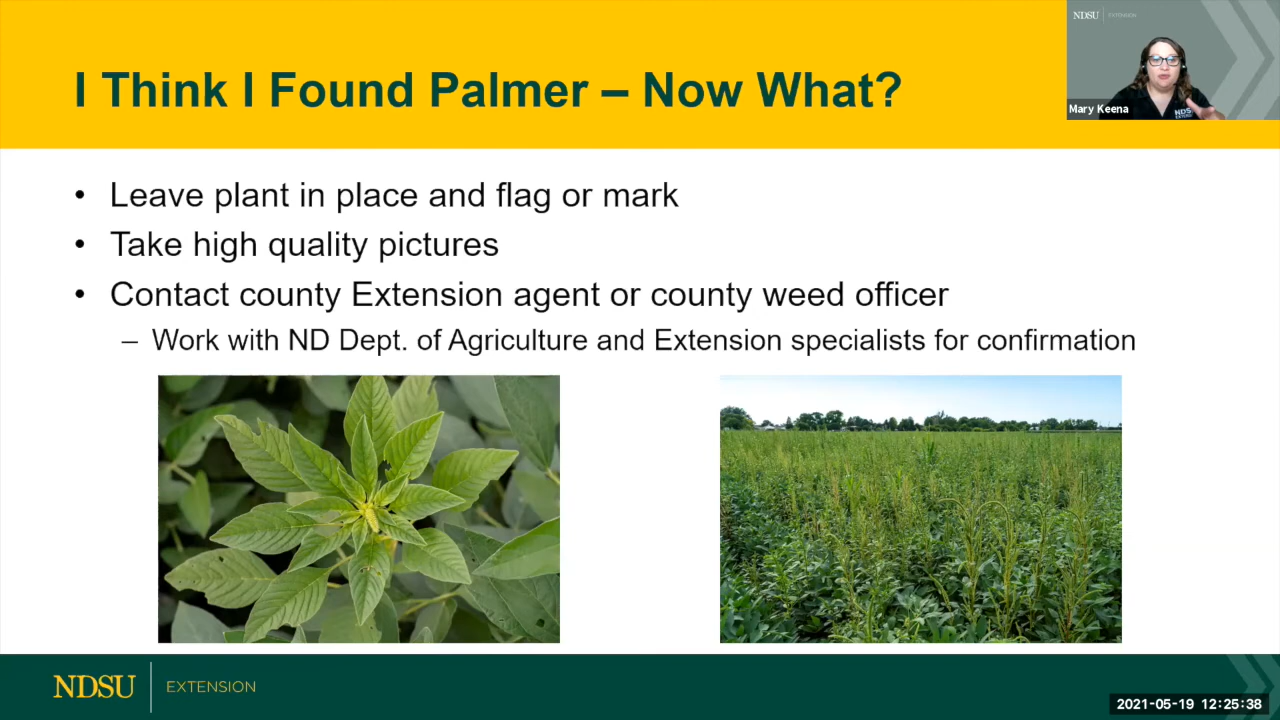 I Think I Found Palmer – Now What?
NDSU EXTENSION
NDS
Mary Keena
• Leave plant in place and flag or mark
• Take high quality pictures
• Contact county Extension agent or county weed officer
– Work with ND Dept. of Agriculture and Extension specialists for confirmation
NDSU EXTENSION
2021-05-19 12:25:38